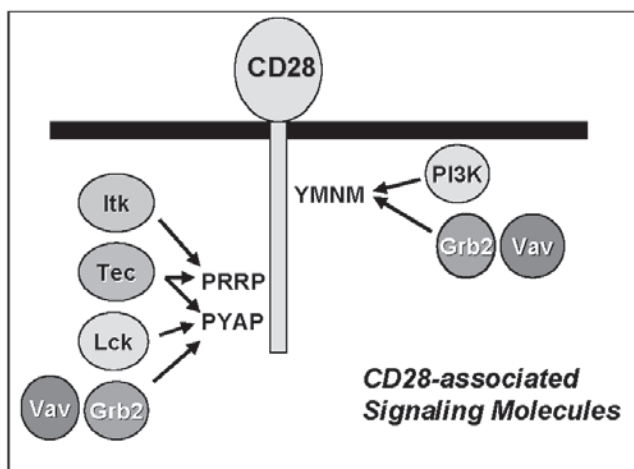 CD28
YMNM
PI3K
Grb2 Vav
Itk
Tec
PRRP
PYAP
Lck
Vav Grb2
CD28-associated
Signaling Molecules